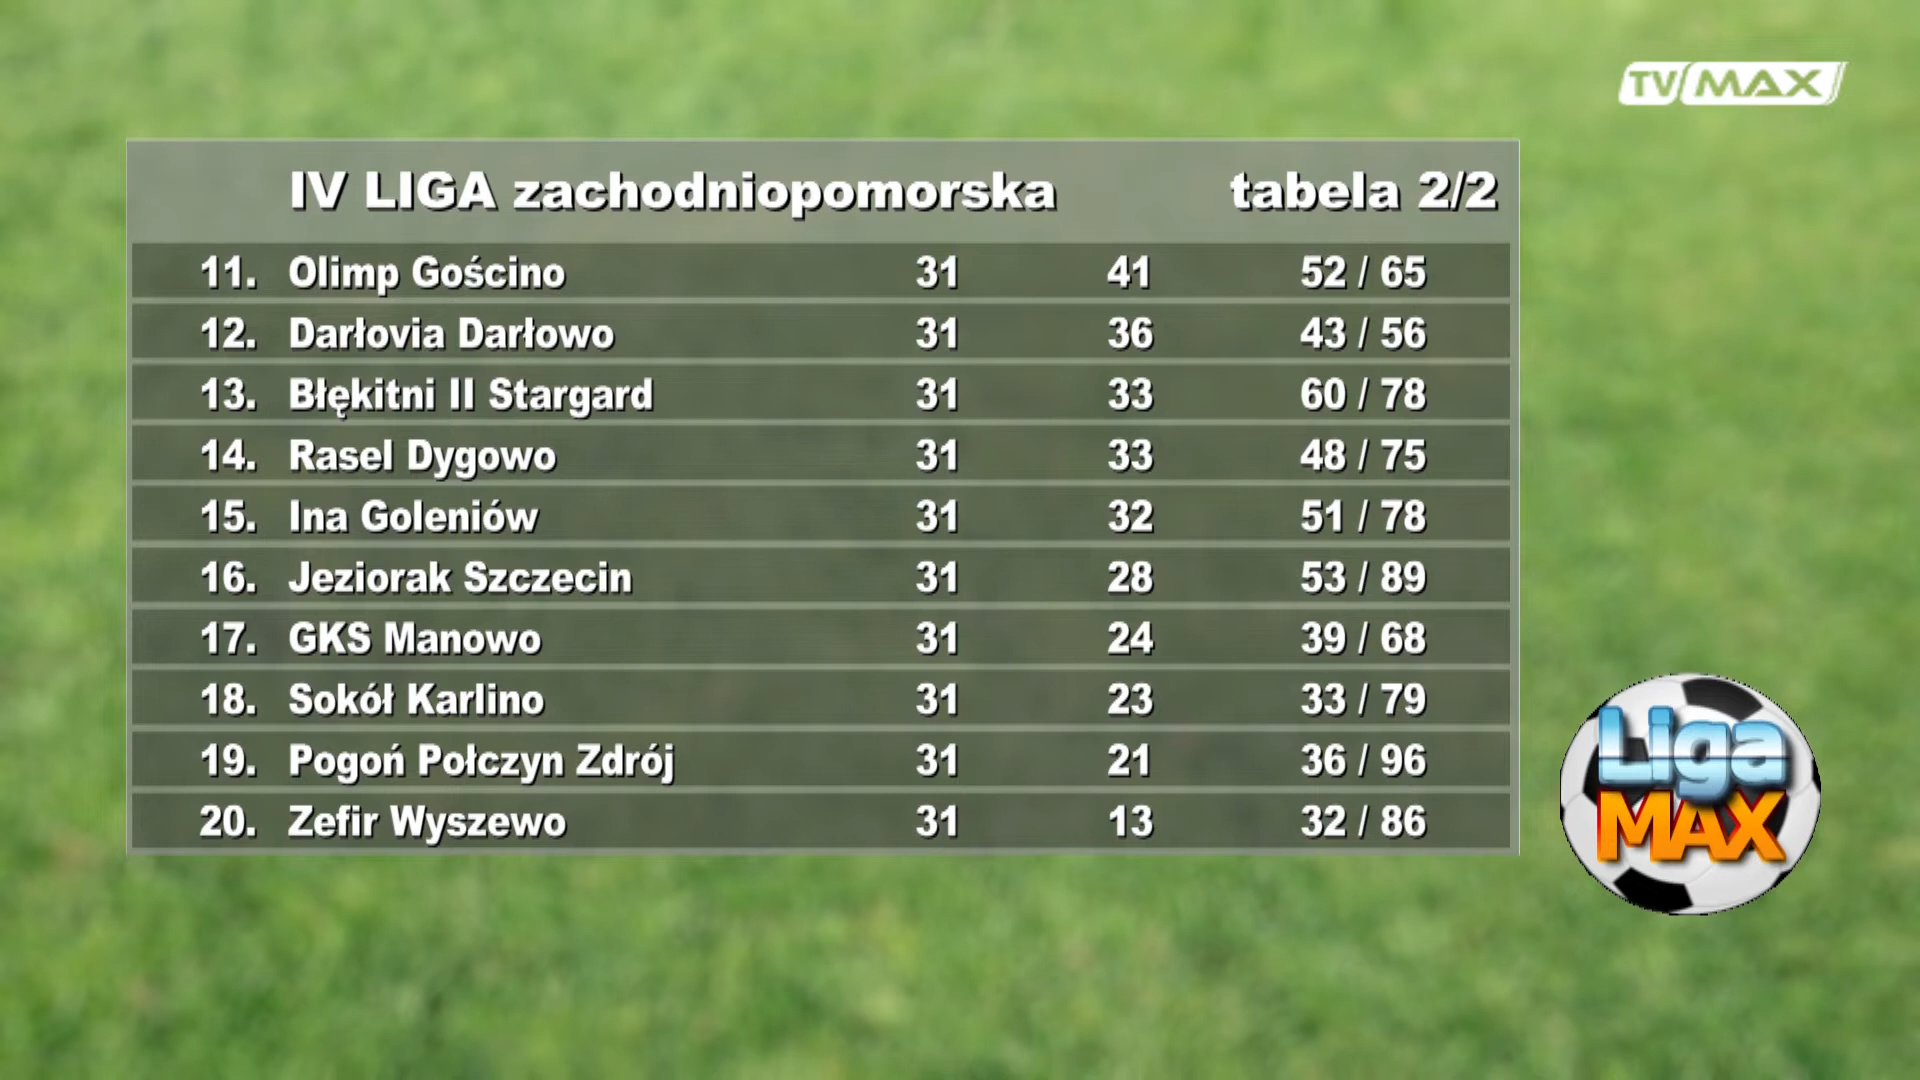 TV MAX
IV LIGA zachodniopomorska tabela 2/2
11. Olimp Gościno 31 41 52 / 65
12. Darłovia Darłowo 31 36 43 / 56
13. Błękitni II Stargard 31 33 60 / 78
14. Rasel Dygowo 31 33 48 / 75
15. Ina Goleniów 31 32 51 / 78
16. Jeziorak Szczecin 31 28 53 / 89
17. GKS Manowo 31 24 39 / 68
18. Sokół Karlino 31 23 33 / 79
19. Pogoń Połczyn Zdrój 31 21 36 / 96
20. Zefir Wyszewo 31 13 32 / 86
Liga
MAX